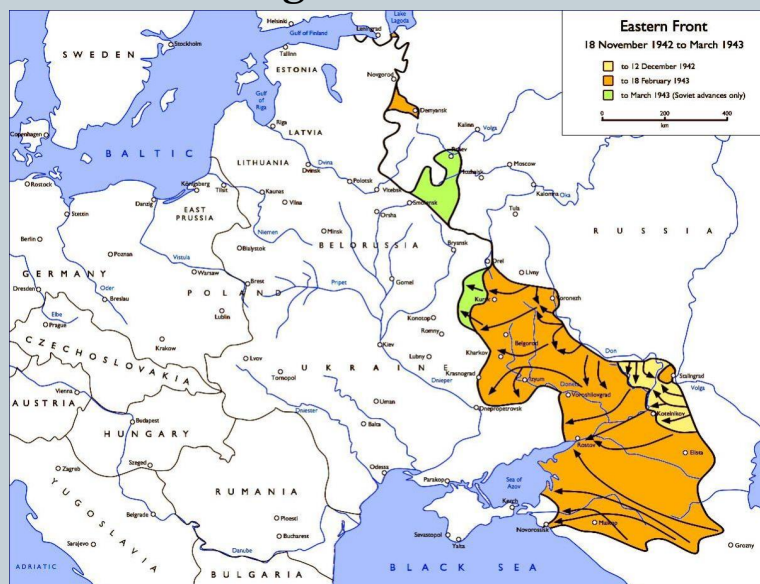 Eastern Front
18 November 1942 to March 1943
to 12 December 1942
to 18 February 1943
to March 1943 (Soviet advances only)
0 200 400
km
Helsinki
Lake
Lagoda
Leningrad
Gulf of Finland
Stockholm
SWEDEN
Tallinn
ESTONIA
Novgorod
Gulf
of
Riga
Demyansk
Riga
Kalinin
Volga
Copenhagen
LATVIA
BALTIC
Rzhev
Moscow
LITHUANIA
Dvina
Dvinsk
Mozhaisk
Polotsk
Rostock
Königsberg
Tilsit
Kaunas
Vitebsk
Kolomna
Oka
Danzig
Vilna
Smolensk
Stettin
EAST
PRUSSIA
Orsha
Tula
RUSSIA
Niemen
Minsk
Berlin
Bialystok
BELORUSSIA
Bryansk
Poznan
Vistula
Orel
GERMANY
Warsaw
Livny
Dresden
Oder
Brest
Pripet
Gomel
Breslau
POLAND
Kursk
Voronezh
Elbe
Lublin
Konotop
Prague
Romny
Belgorod
Krakow
Kiev
Don
CZECHOSLOVAKIA
Lvov
Lubny
Kharkov
UKRAINE
Krasnograd
Stalingrad
Tarnopol
Dnieper
Izyum
Donets
Volga
Vienna
Uman
Voroshilovgrad
AUSTRIA
Dniester
Dnepropetrovsk
Kotelnikov
Budapest
Balta
HUNGARY
Rostov
Elista
Szeged
Odessa
Zagreb
Parakop
Sea of
Azov
RUMANIA
Kerch
YUGOSLAVIA
Ploesti
Maikop
Belgrade
Novorossisk
Bucharest
Sevastopol
Yalta
Sarajevo
Grozny
Danube
ADRIATIC
BULGARIA
BLACK SEA